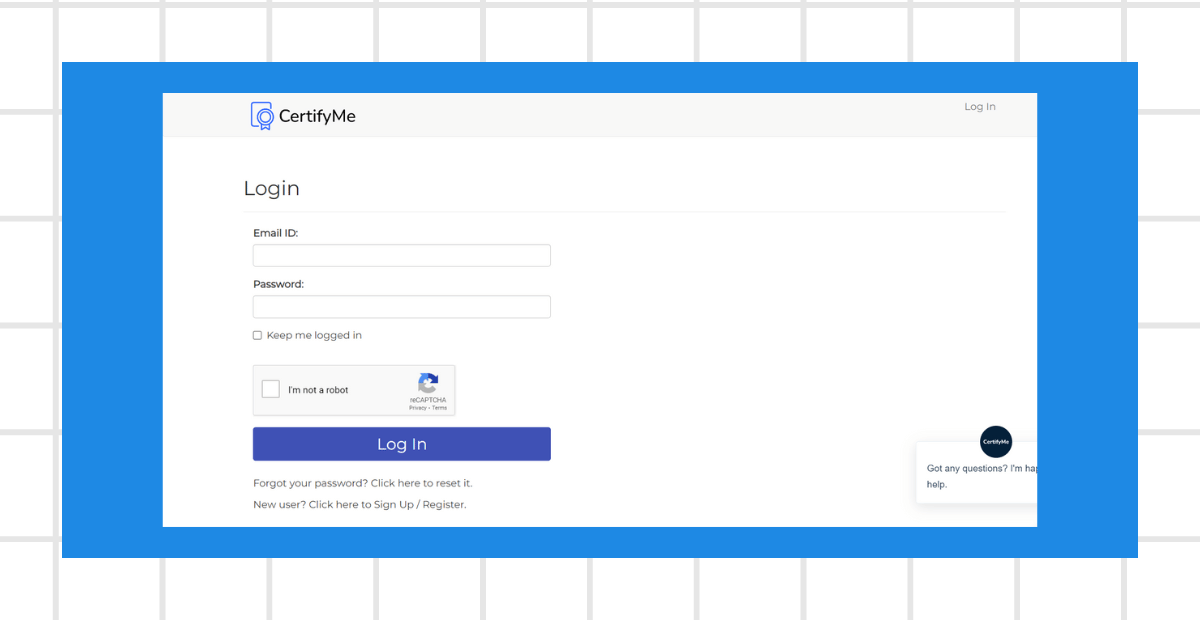 CertifyMe
Log In
Login
Email ID:
Password:
Keep me logged in
I'm not a robot
reCAPTCHA
Privacy - Terms
Log In
Forgot your password? Click here to reset it.
New user? Click here to Sign Up / Register.
CertifyMe
Got any questions? I'm
help.